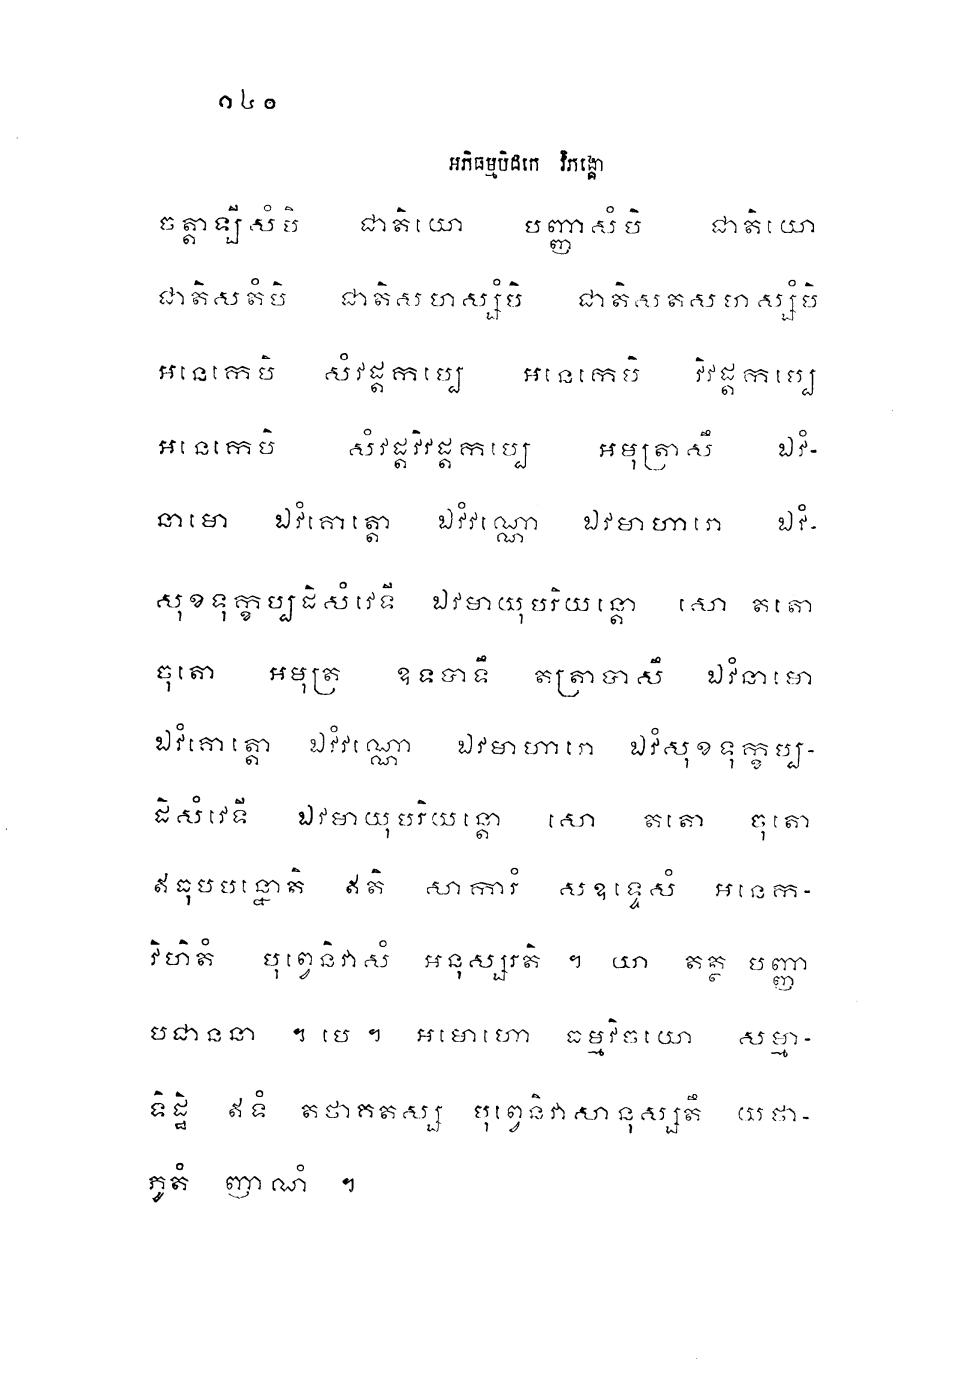 ១៤០
អភិធម្មបិដកេ វិភង្គោ
ចត្តាឡីសំបិ ជាតិយោ បញ្ញាសំបិ ជាតិយោ
ជាតិសតំបិ ជាតិសហស្សំបិ ជាតិសតសហស្សំបិ
អនេកេបិ សំវដ្តកប្បេ អនេកេបិ វិវដ្តកប្បេ
អនេកេបិ សំវដ្តវិវដ្តកប្បេ អមុត្រាសឹ ឯវំ-
នាមោ ឯវំគោត្តោ ឯវំវណ្ណោ ឯវមាហារោ ឯវំ-
សុខទុក្ខប្បដិសំវេទី ឯវមាយុបរិយន្តោ សោ តតោ
ចុតោ អមុត្រ ឧទបាទឹ តត្រាបាសឹ ឯវំនាមោ
ឯវំគោត្តោ ឯវំវណ្ណោ ឯវមាហារោ ឯវំសុខទុក្ខប្ប-
ដិសំវេទី ឯវមាយុបរិយន្តោ សោ តតោ ចុតោ
ឥធុបបន្នោតិ ឥតិ សាការំ សឧទ្ទេសំ អនេក-
វិហិតំ បុព្វេនិវាសំ អនុស្សរតិ ។ យា តត្ថ បញ្ញា
បជាននា ។ បេ ។ អមោហោ ធម្មវិចយោ សម្មា-
ទិដ្ឋិ ឥទំ តថាគតស្ស បុព្វេនិវាសានុស្សតឹ យថា-
ភូតំ ញាណំ ។